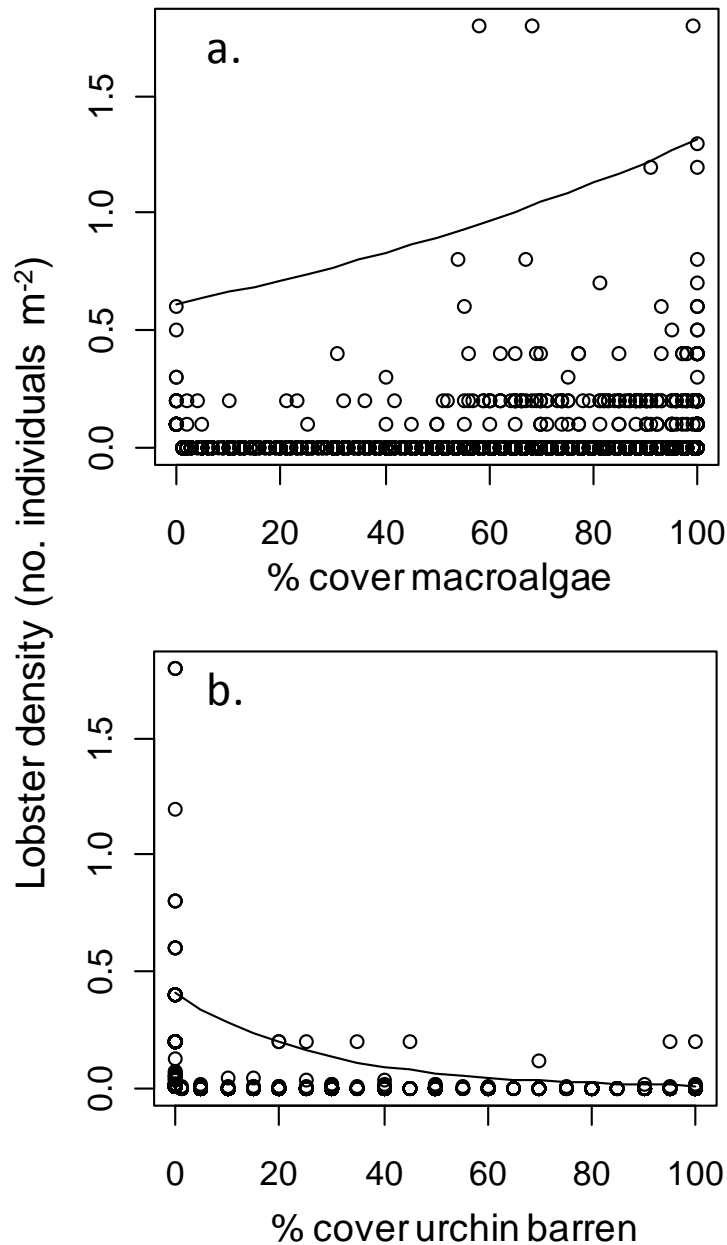 Lobster density (no. individuals m-2)
a.
1.5
1.0
0.5
0.0
0 20 40 60 80 100
% cover macroalgae
b.
1.5
1.0
0.5
0.0
0 20 40 60 80 100
% cover urchin barren